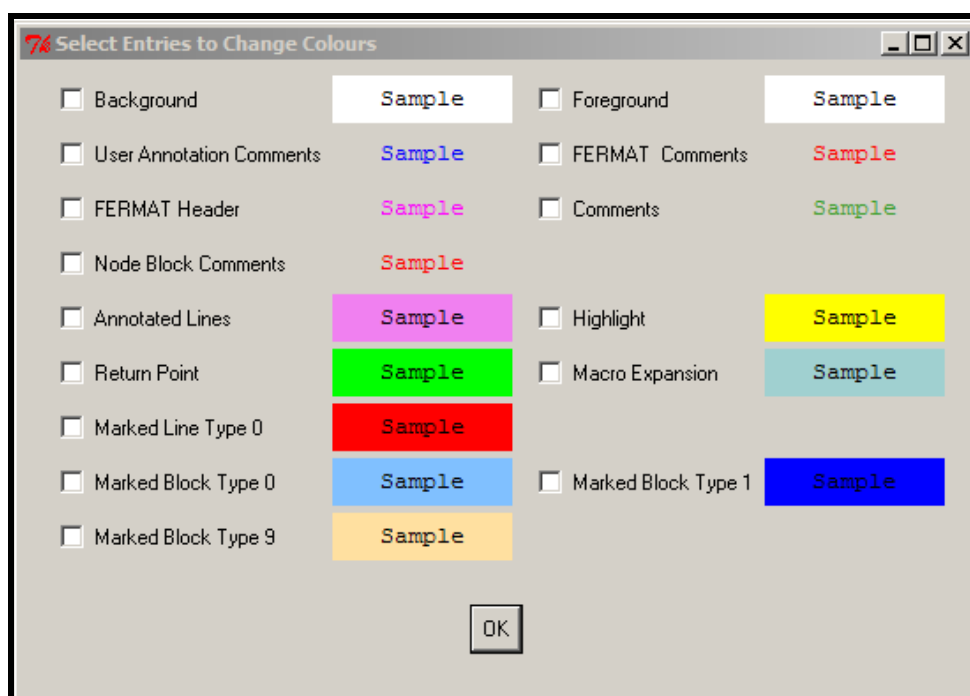 Select Entries to Change Colours
Background Sample Foreground Sample
User Annotation Comments Sample FERMAT Comments Sample
FERMAT Header Sample Comments Sample
Node Block Comments Sample
Annotated Lines Sample Highlight Sample
Return Point Sample Macro Expansion Sample
Marked Line Type 0 Sample
Marked Block Type 0 Sample Marked Block Type 1 Sample
Marked Block Type 9 Sample
OK